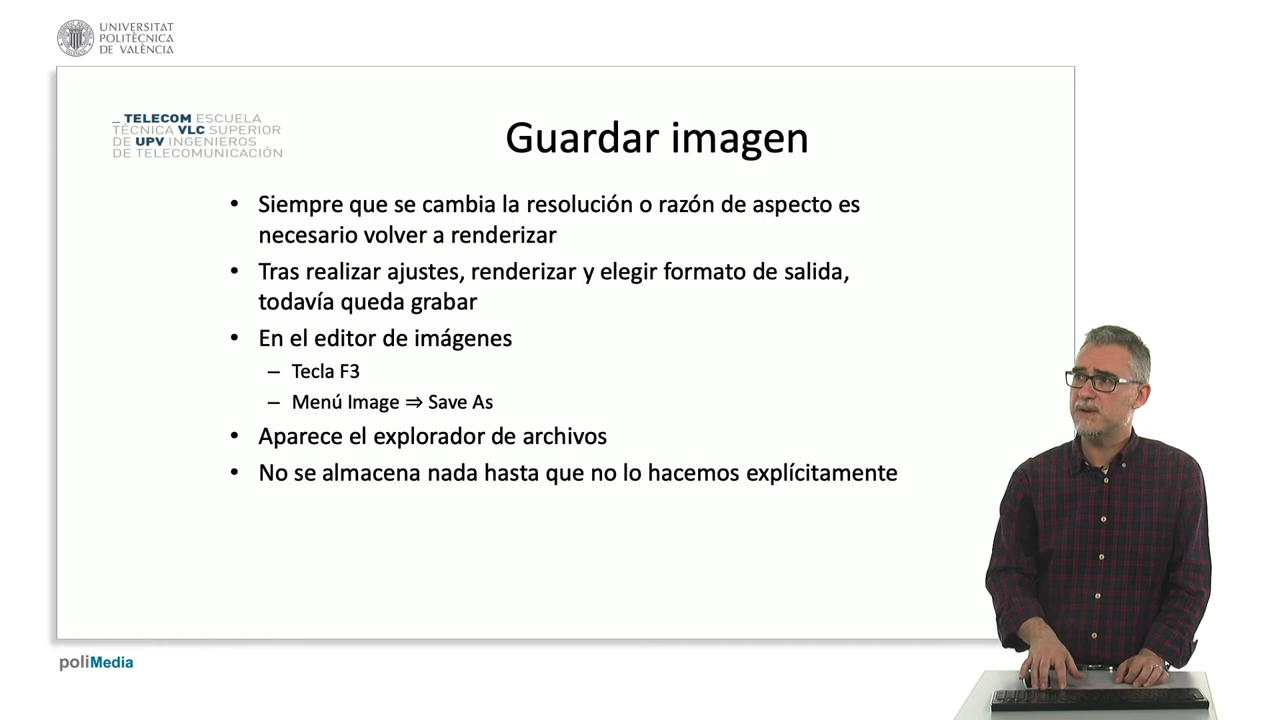 UNIVERSITAT
POLITÈCNICA
DE VALÈNCIA
_ TELECOM ESCUELA
TÉCNICA VLC SUPERIOR
DE UPV INGENIEROS
DE TELECOMUNICACIÓN
Guardar imagen
• Siempre que se cambia la resolución o razón de aspecto es
necesario volver a renderizar
• Tras realizar ajustes, renderizar y elegir formato de salida,
todavía queda grabar
• En el editor de imágenes
– Tecla F3
– Menú Image ⇒ Save As
• Aparece el explorador de archivos
• No se almacena nada hasta que no lo hacemos explícitamente
poliMedia